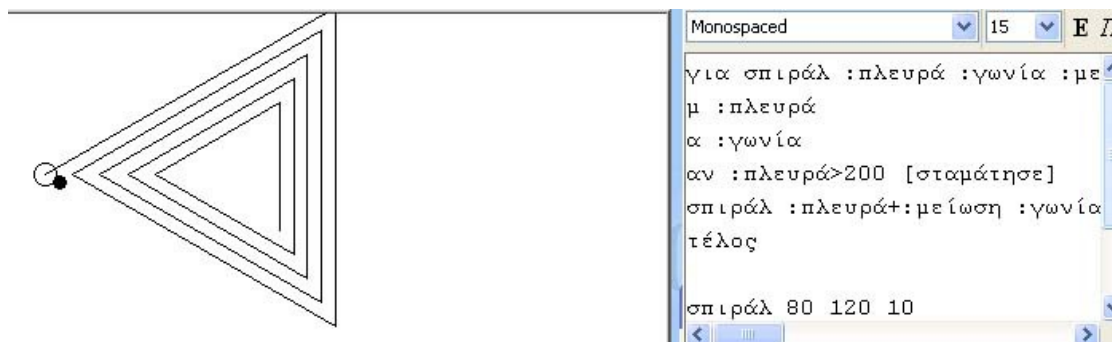 Monospaced 15 Ε
για σπιράλ :πλευρά :γωνία :με
μ :πλευρά
α :γωνία
αν :πλευρά>200 [σταμάτησε]
σπιράλ :πλευρά+:μείωση :γωνία
τέλος
σπιράλ 80 120 10